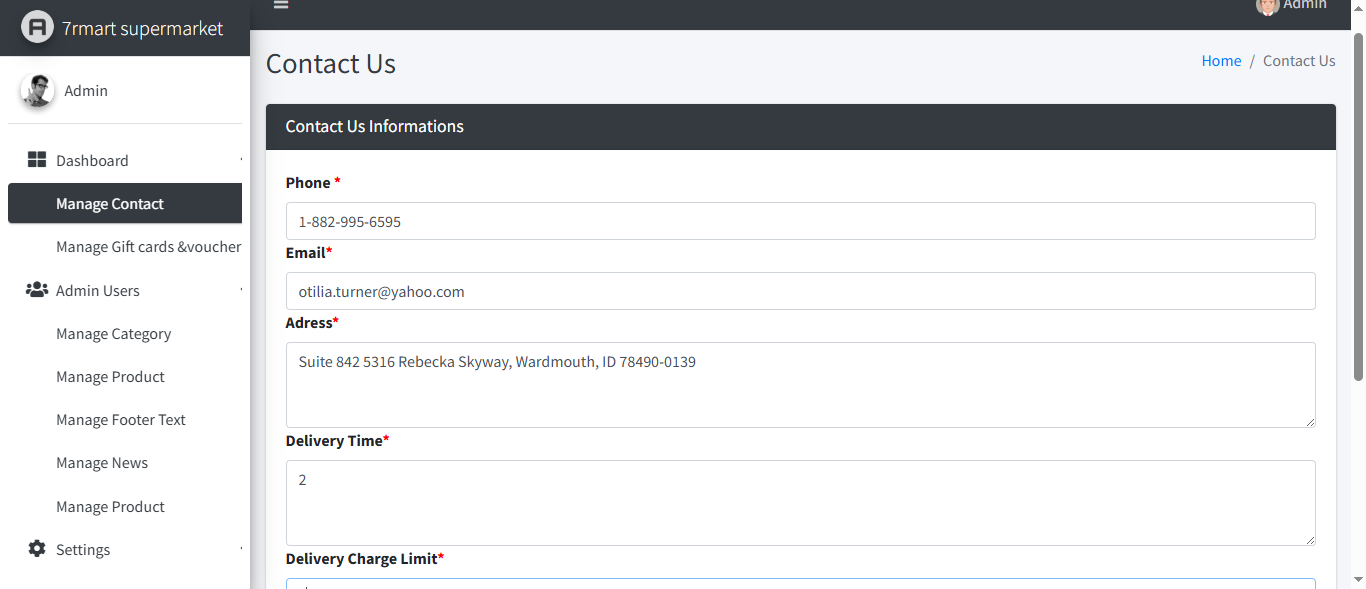 7rmart supermarket
Admin
Admin
Contact Us
Home / Contact Us
Dashboard
Manage Contact
Manage Gift cards &voucher
Admin Users
Manage Category
Manage Product
Manage Footer Text
Manage News
Manage Product
Settings
Contact Us Informations
Phone *
1-882-995-6595
Email*
otilia.turner@yahoo.com
Adress*
Suite 842 5316 Rebecka Skyway, Wardmouth, ID 78490-0139
Delivery Time*
2
Delivery Charge Limit*